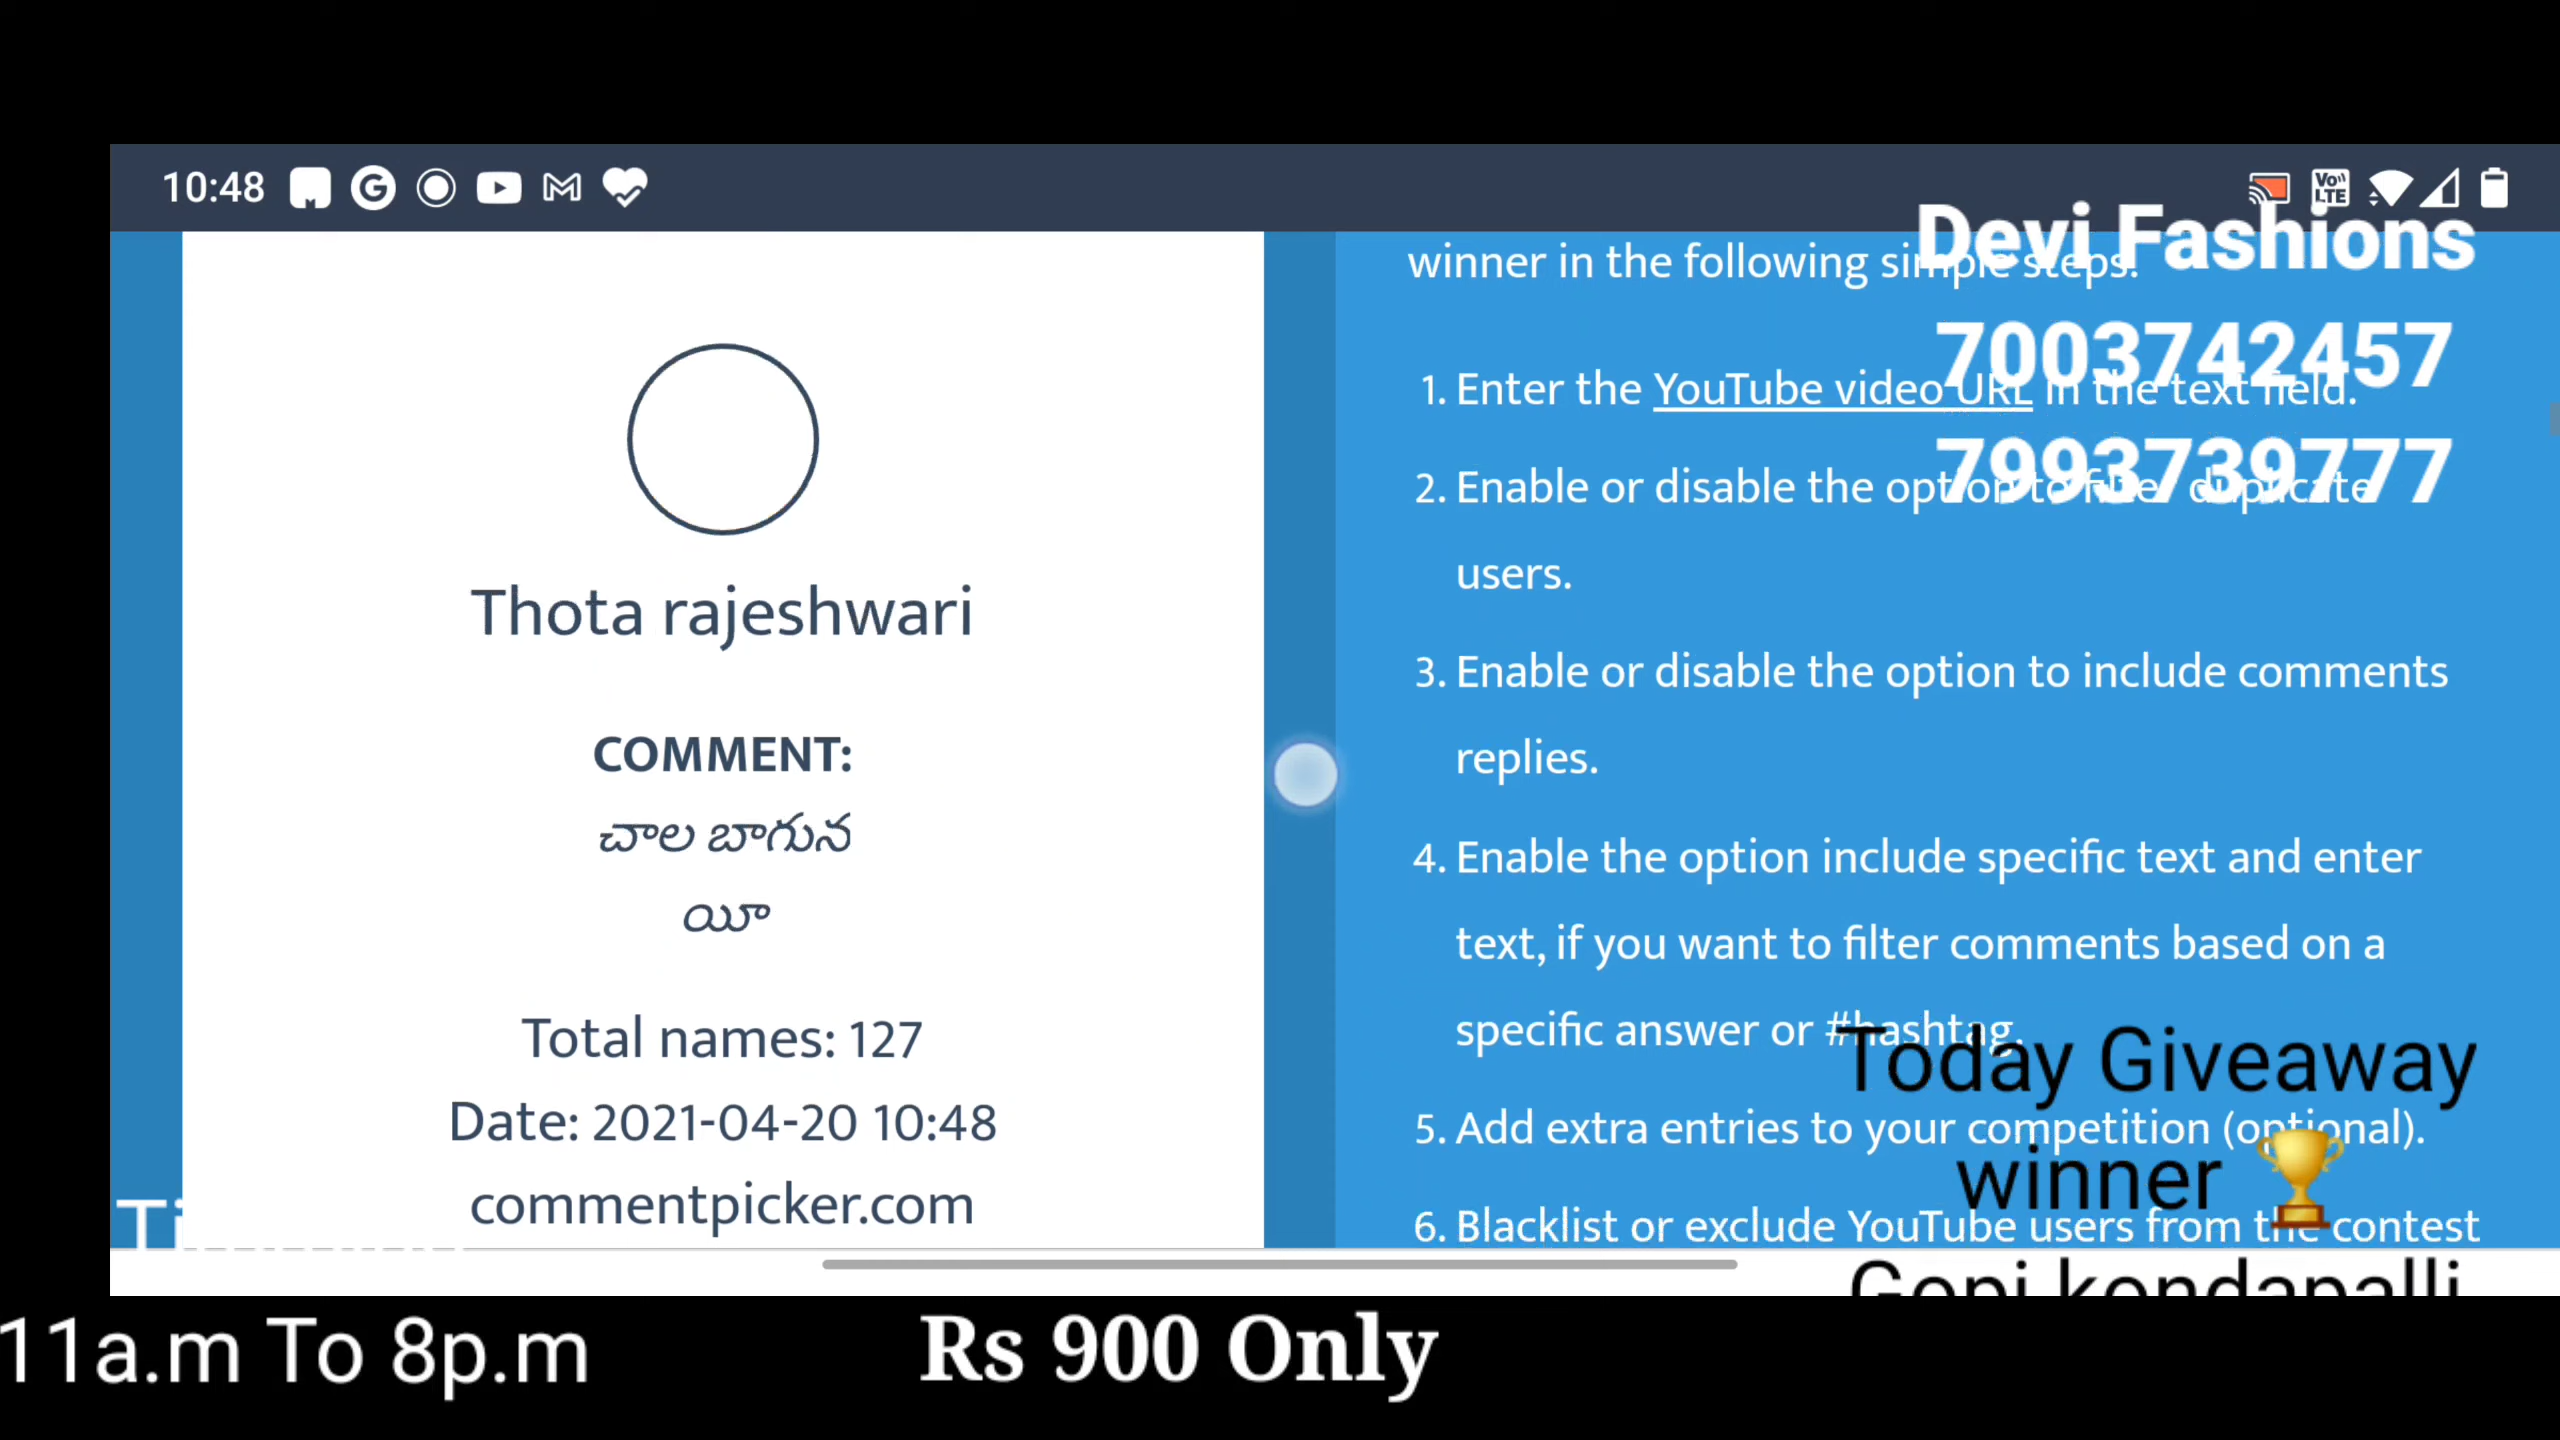 10:48
Devi Fashions
7003742457
7993739777
Thota rajeshwari
COMMENT:
చాల బాగున
యీ
Total names: 127
Date: 2021-04-20 10:48
commentpicker.com
winner in the following simple steps:
1. Enter the YouTube video URL in the text field.
2. Enable or disable the option to filter duplicate
users.
3. Enable or disable the option to include comments
replies.
4. Enable the option include specific text and enter
text, if you want to filter comments based on a
specific answer or #hashtag.
5. Add extra entries to your competition (optional).
6. Blacklist or exclude YouTube users from the contest
Today Giveaway
winner 🏆
Gopi kondapalli
11a.m To 8p.m
Rs 900 Only